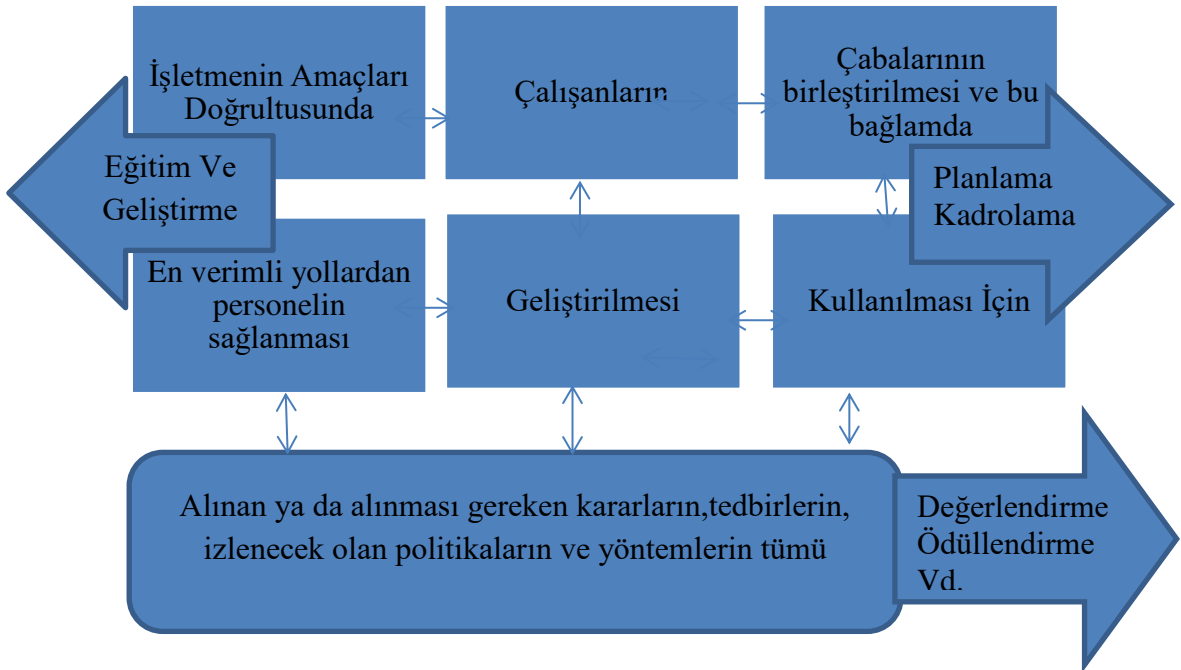 İşletmenin Amaçları
Doğrultusunda
Çalışanların
Çabalarının
birleştirilmesi ve bu
bağlamda
Eğitim Ve
Geliştirme
Planlama
Kadrolama
En verimli yollardan
personelin
sağlanması
Geliştirilmesi
Kullanılması İçin
Alınan ya da alınması gereken kararların,tedbirlerin,
izlenecek olan politikaların ve yöntemlerin tümü
Değerlendirme
Ödüllendirme
Vd.